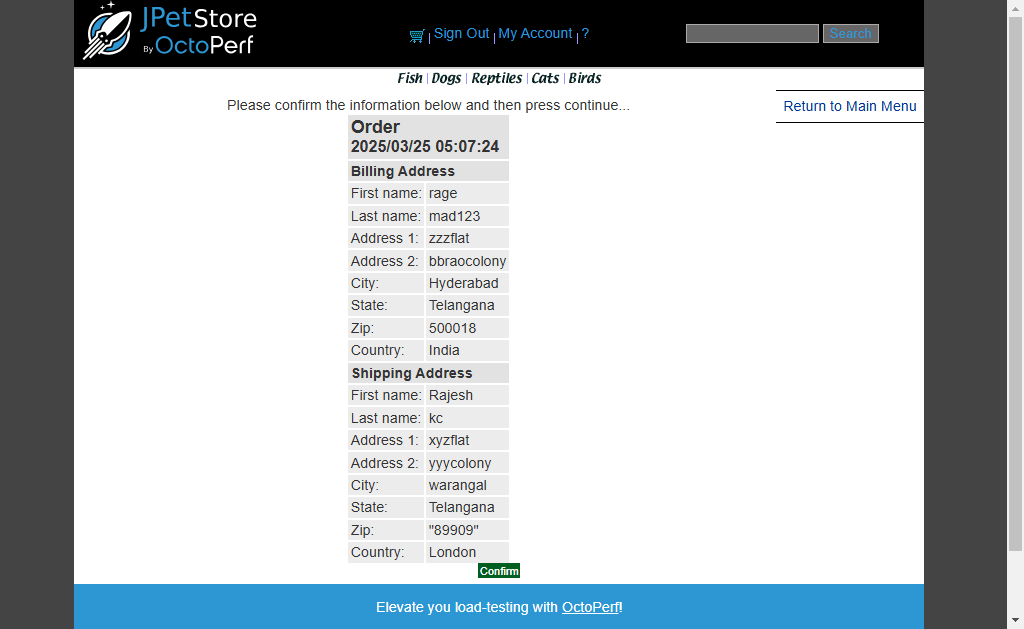 JPetStore
By OctoPerf
Sign Out | My Account | ?
Search
Fish | Dogs | Reptiles | Cats | Birds
Please confirm the information below and then press continue...
Return to Main Menu
Order
2025/03/25 05:07:24
Billing Address
First name: rage
Last name: mad123
Address 1: zzzflat
Address 2: bbraocolony
City: Hyderabad
State: Telangana
Zip: 500018
Country: India
Shipping Address
First name: Rajesh
Last name: kc
Address 1: xyzflat
Address 2: yyycolony
City: warangal
State: Telangana
Zip: "89909"
Country: London
Confirm
Elevate you load-testing with OctoPerf!